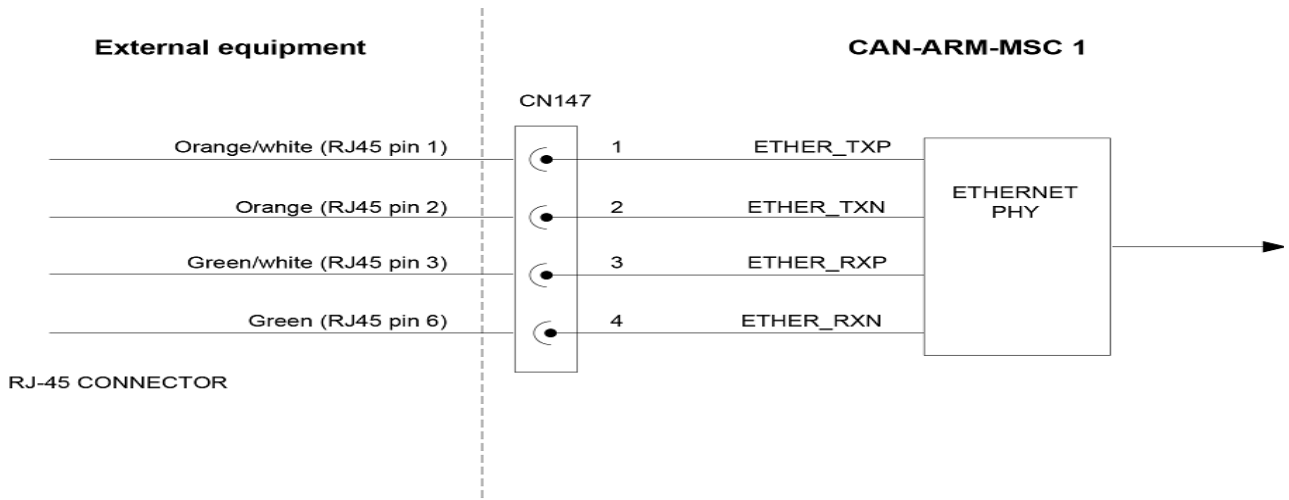 External equipment
CAN-ARM-MSC 1
CN147
Orange/white (RJ45 pin 1)
1
ETHER_TXP
Orange (RJ45 pin 2)
2
ETHER_TXN
Green/white (RJ45 pin 3)
3
ETHER_RXP
Green (RJ45 pin 6)
4
ETHER_RXN
ETHERNET
PHY
RJ-45 CONNECTOR